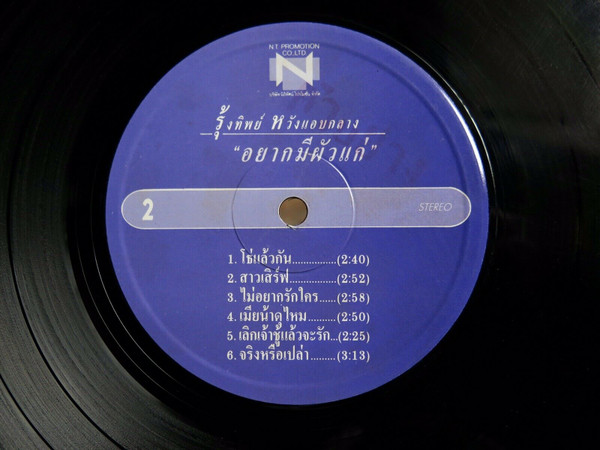 N.T. PROMOTION
CO.,LTD.
N
รุ้งทิพย์ หวังแอบกลาง
"อยากมีผัวแก่"
2
STEREO
1. โธ่แล้วกัน...............(2:40)
2. สาวเสิร์ฟ................(2:52)
3. ไม่อยากรักใคร......(2:58)
4. เมียน้าดุไหม..........(2:50)
5. เลิกเจ้าชู้แล้วจะรัก...(2:25)
6. จริงหรือเปล่า.........(3:13)